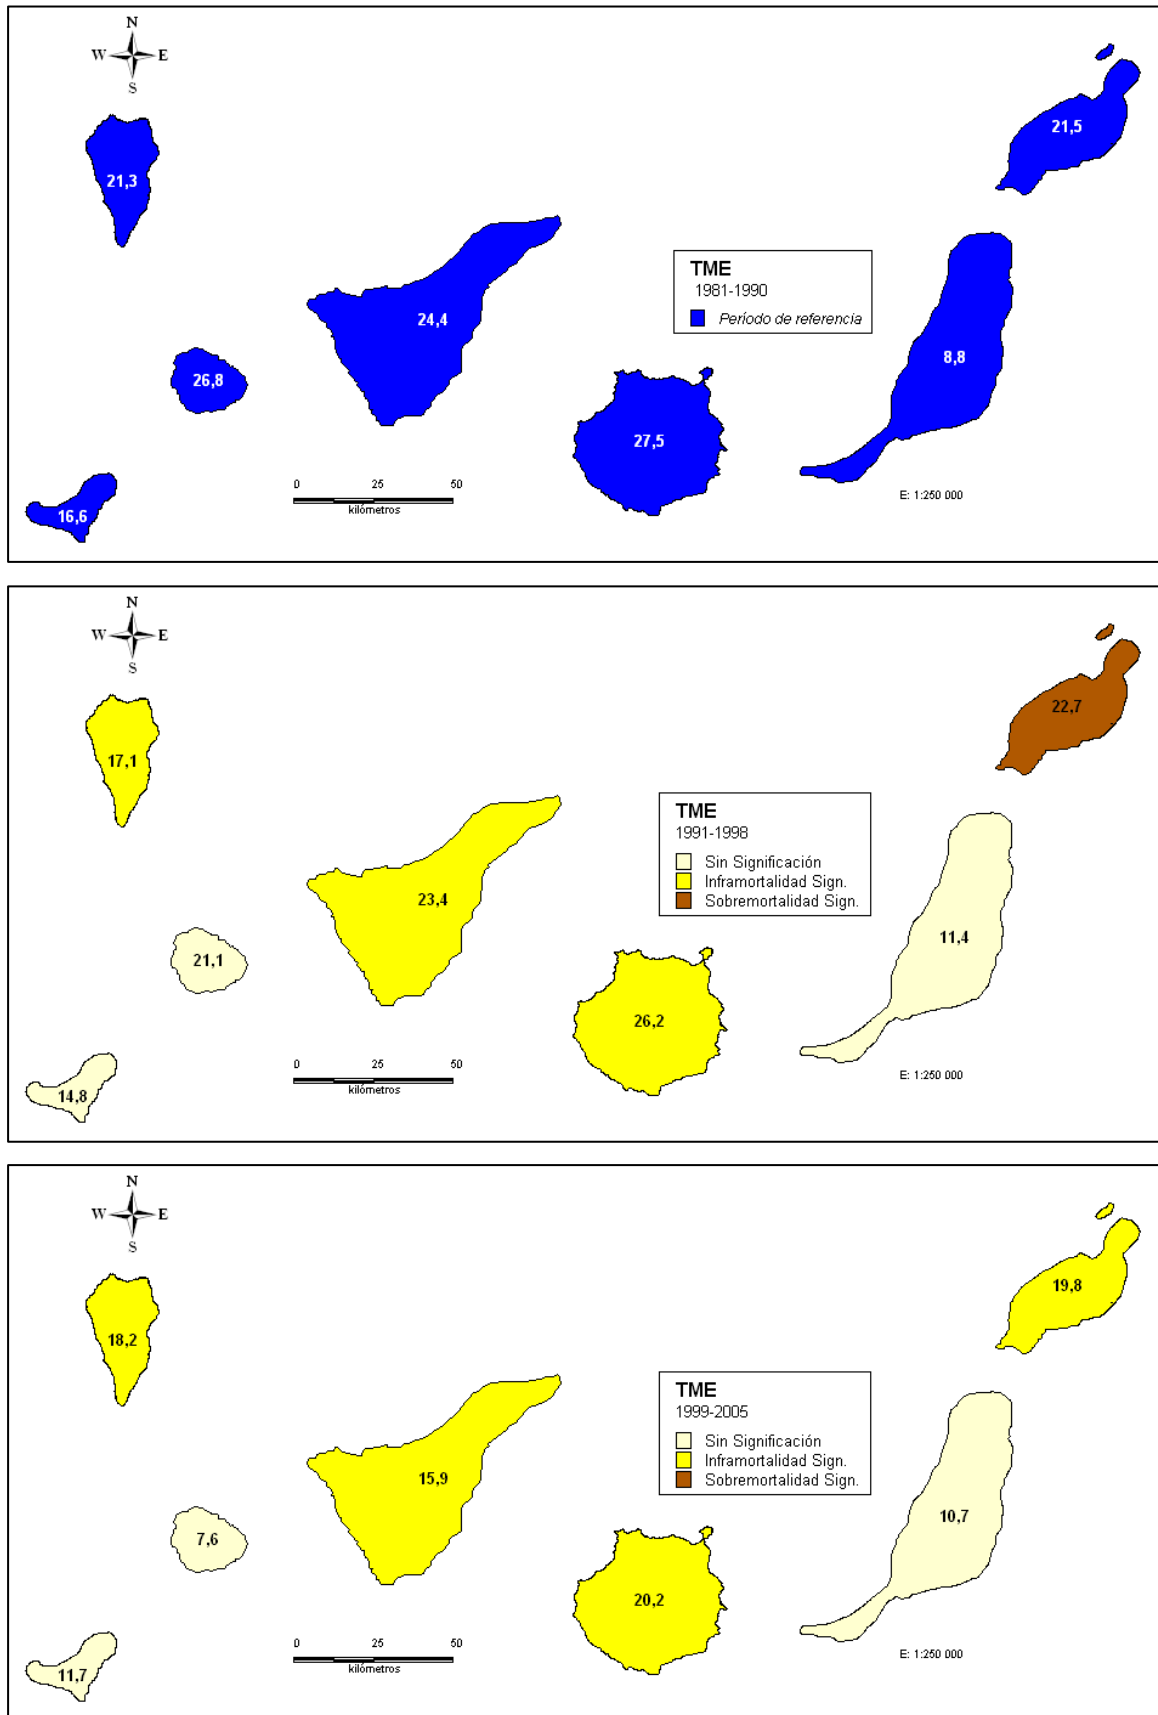 N
W E
S
21,5
21,3
TME
1981-1990
Período de referencia
24,4
8,8
26,8
27,5
0 25 50
kilómetros
E: 1:250 000
16,6
N
W E
S
22,7
17,1
TME
1991-1998
Sin Significación
Inframortalidad Sign.
Sobremortalidad Sign.
23,4
11,4
21,1
26,2
0 25 50
kilómetros
E: 1:250 000
14,8
N
W E
S
19,8
18,2
TME
1999-2005
Sin Significación
Inframortalidad Sign.
Sobremortalidad Sign.
15,9
10,7
7,6
20,2
0 25 50
kilómetros
E: 1:250 000
11,7